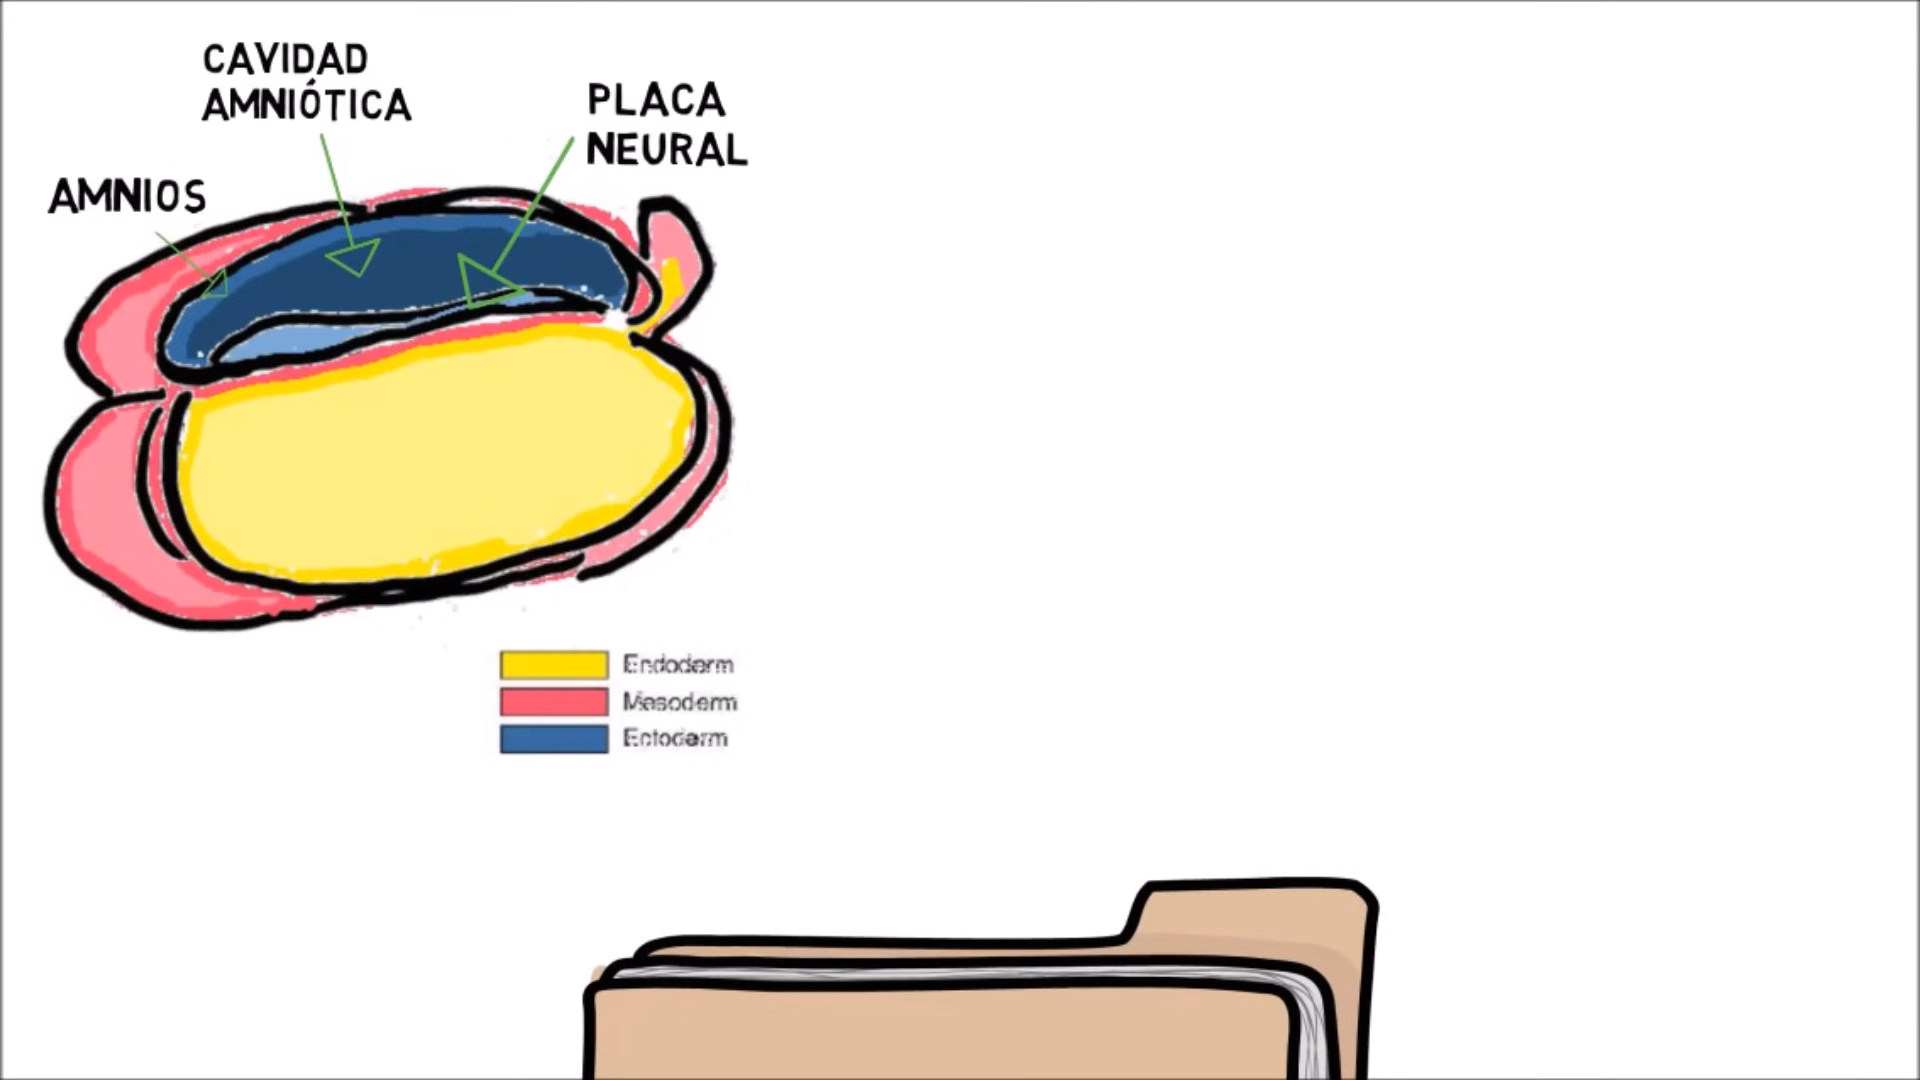 CAVIDAD
AMNIÓTICA
PLACA
NEURAL
AMNIOS
Endoderm
Mesoderm
Ectoderm